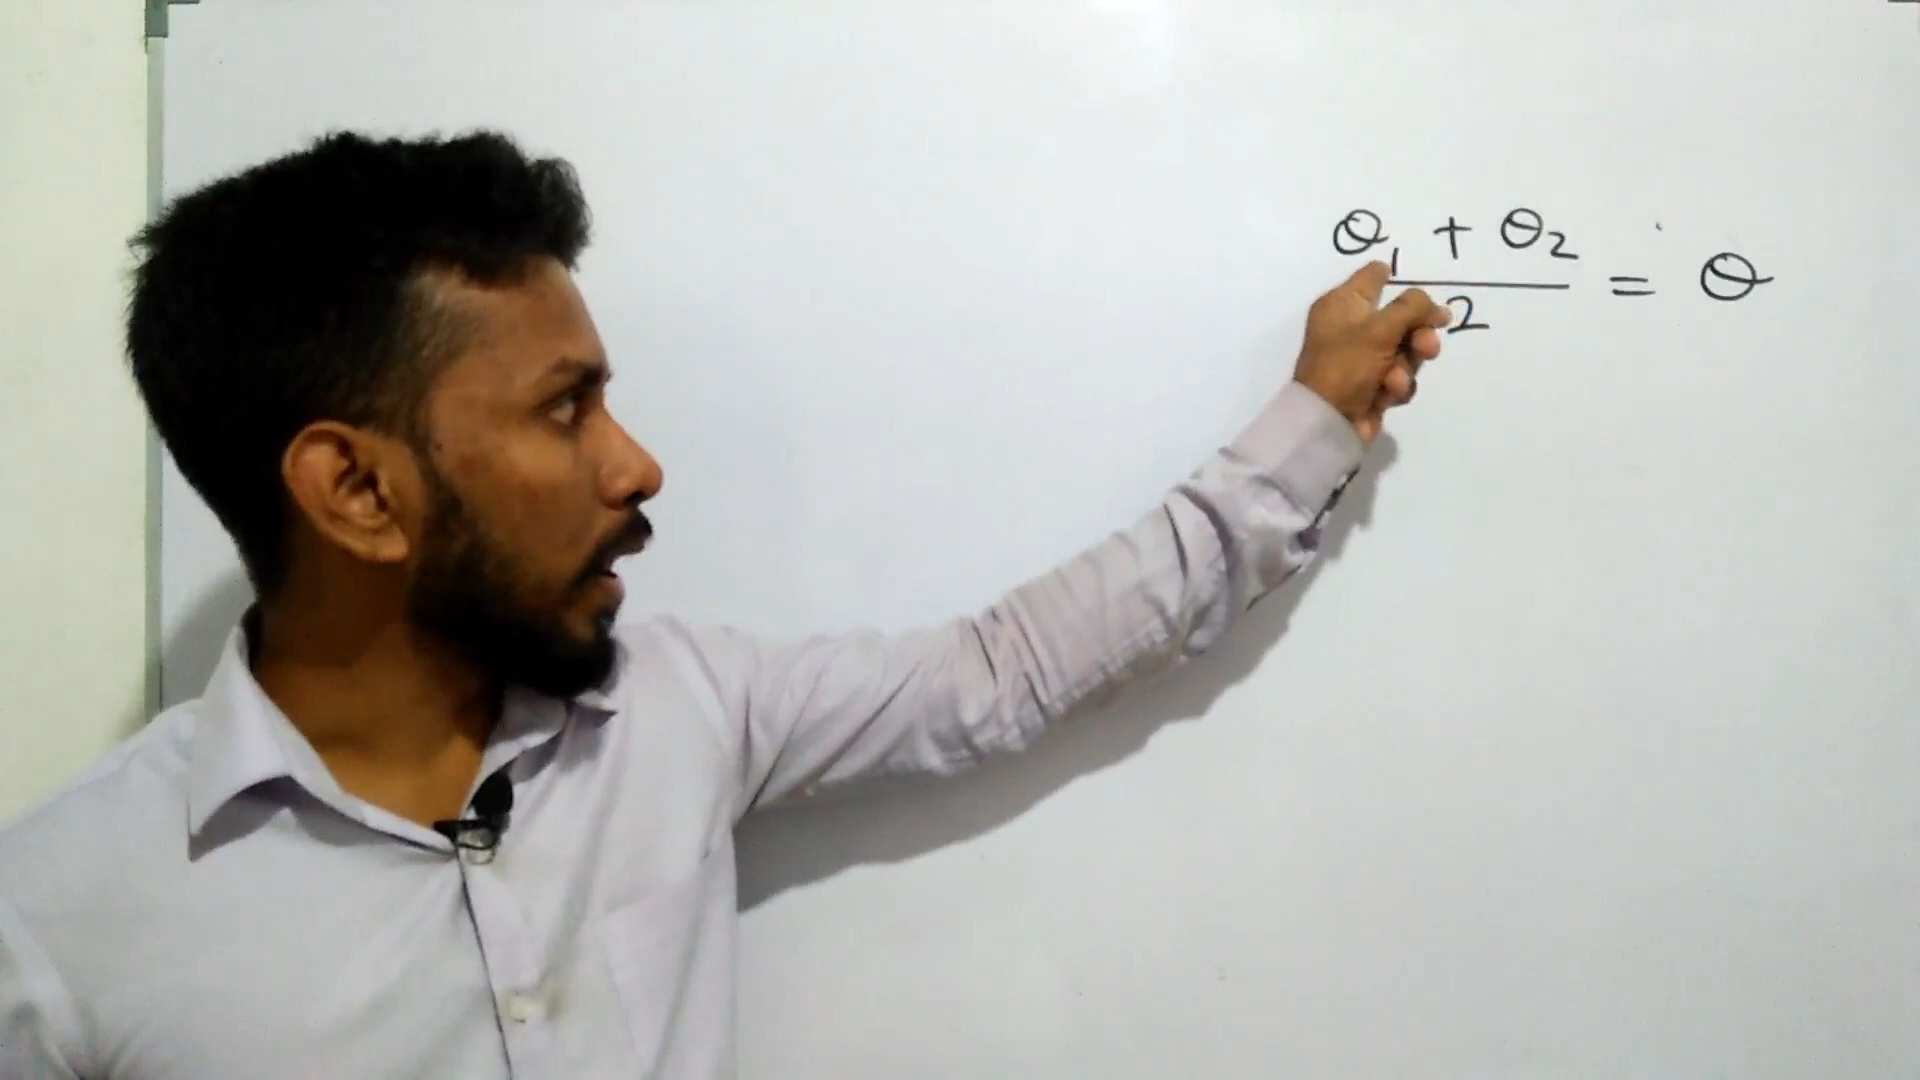 θ₁ + θ₂
= θ
2